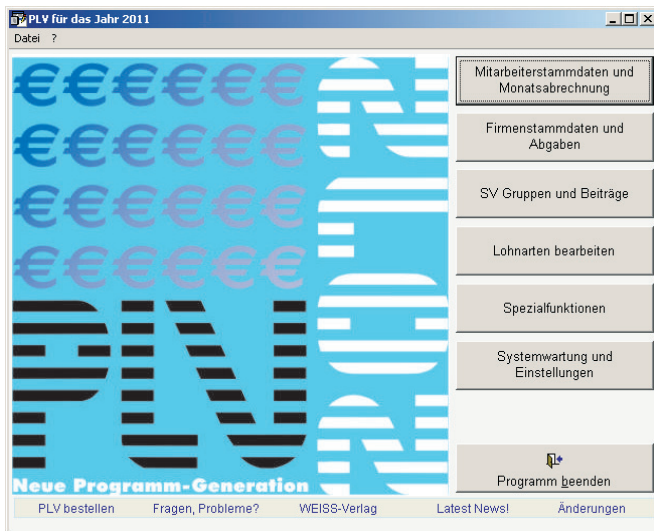 PLV für das Jahr 2011
Datei ?
Mitarbeiterstammdaten und
Monatsabrechnung
Firmenstammdaten und
Abgaben
SV Gruppen und Beiträge
Lohnarten bearbeiten
Spezialfunktionen
Systemwartung und
Einstellungen
Programm beenden
€€€€€€
€€€€€€
€€€€€€
€€€€€€
PLV
Neue Programm-Generation
PLV bestellen Fragen, Probleme? WEISS-Verlag Latest News! Änderungen